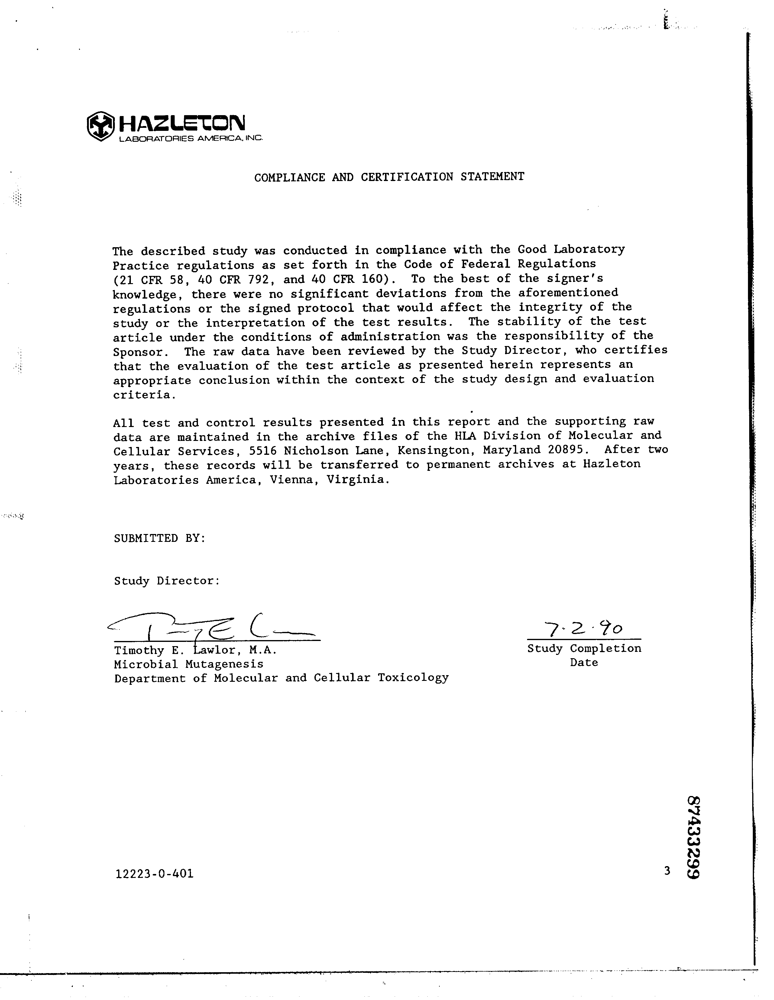 HAZLETON
LABORATORIES AMERICA, INC.
COMPLIANCE AND CERTIFICATION STATEMENT
The described study was conducted in compliance with the Good Laboratory
Practice regulations as set forth in the Code of Federal Regulations
(21 CFR 58, 40 CFR 792, and 40 CFR 160). To the best of the signer's
knowledge, there were no significant deviations from the aforementioned
regulations or the signed protocol that would affect the integrity of the
study or the interpretation of the test results. The stability of the test
article under the conditions of administration was the responsibility of the
Sponsor. The raw data have been reviewed by the Study Director, who certifies
that the evaluation of the test article as presented herein represents an
appropriate conclusion within the context of the study design and evaluation
criteria.
All test and control results presented in this report and the supporting raw
data are maintained in the archive files of the HLA Division of Molecular and
Cellular Services, 5516 Nicholson Lane, Kensington, Maryland 20895. After two
years, these records will be transferred to permanent archives at Hazleton
Laboratories America, Vienna, Virginia.
SUBMITTED BY:
Study Director:
7·2·90
Timothy E. Lawlor, M.A.
Microbial Mutagenesis
Department of Molecular and Cellular Toxicology
Study Completion
Date
12223-0-401
3
87433299